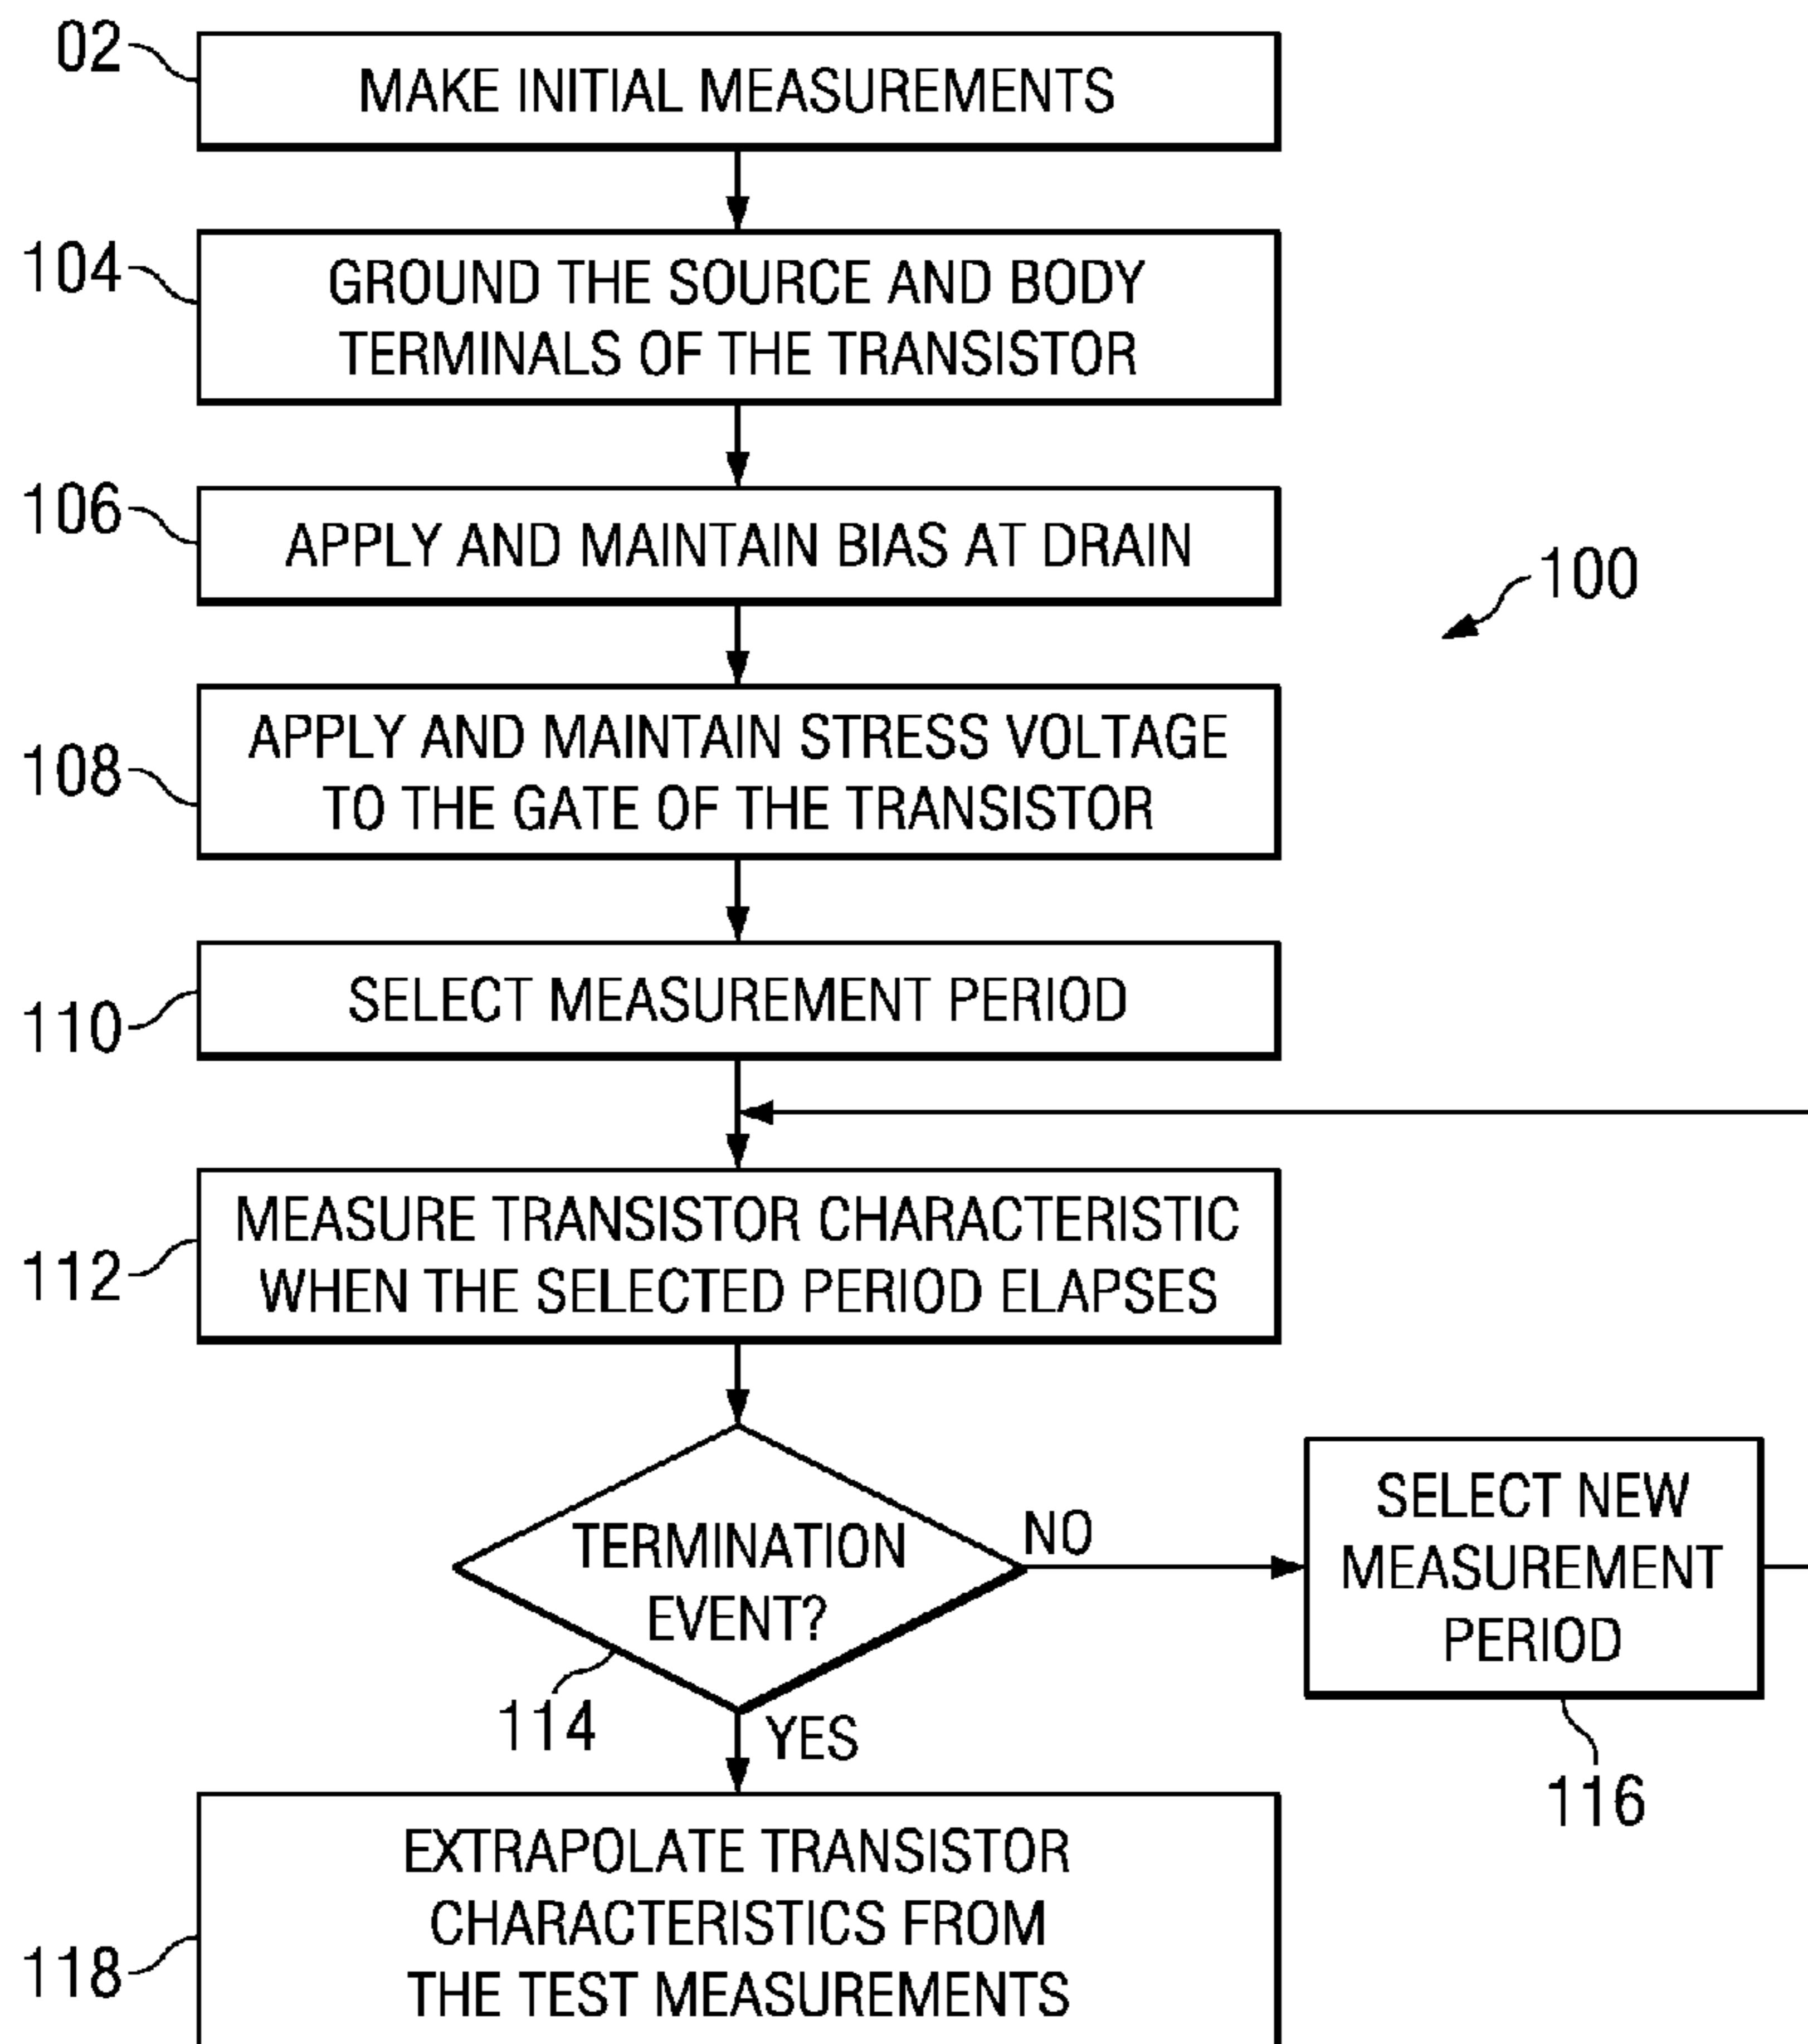 02
MAKE INITIAL MEASUREMENTS
104
GROUND THE SOURCE AND BODY
TERMINALS OF THE TRANSISTOR
106
APPLY AND MAINTAIN BIAS AT DRAIN
100
108
APPLY AND MAINTAIN STRESS VOLTAGE
TO THE GATE OF THE TRANSISTOR
110
SELECT MEASUREMENT PERIOD
112
MEASURE TRANSISTOR CHARACTERISTIC
WHEN THE SELECTED PERIOD ELAPSES
TERMINATION
EVENT?
114
NO
SELECT NEW
MEASUREMENT
PERIOD
116
YES
118
EXTRAPOLATE TRANSISTOR
CHARACTERISTICS FROM
THE TEST MEASUREMENTS